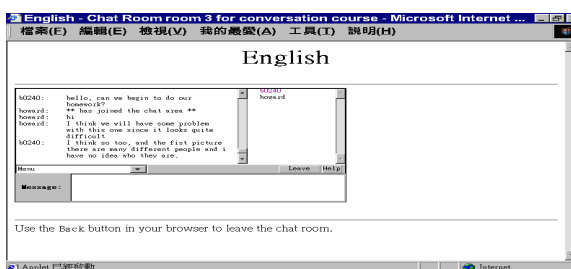 English - Chat Room room 3 for conversation course - Microsoft Internet ...
檔案(F) 編輯(E) 檢視(V) 我的最愛(A) 工具(T) 說明(H)
English
b0240: hello, can we begin to do our
homework?
howard: ** has joined the chat area **
howard: hi
howard: I think we will have some problem
with this one since it looks quite
difficult
b0240: I think so too, and the fist picture
there are many different people and i
have no idea who they are.
b0240
howard
Menu Leave Help
Message:
Use the Back button in your browser to leave the chat room.
Applet 已經啟動 Internet